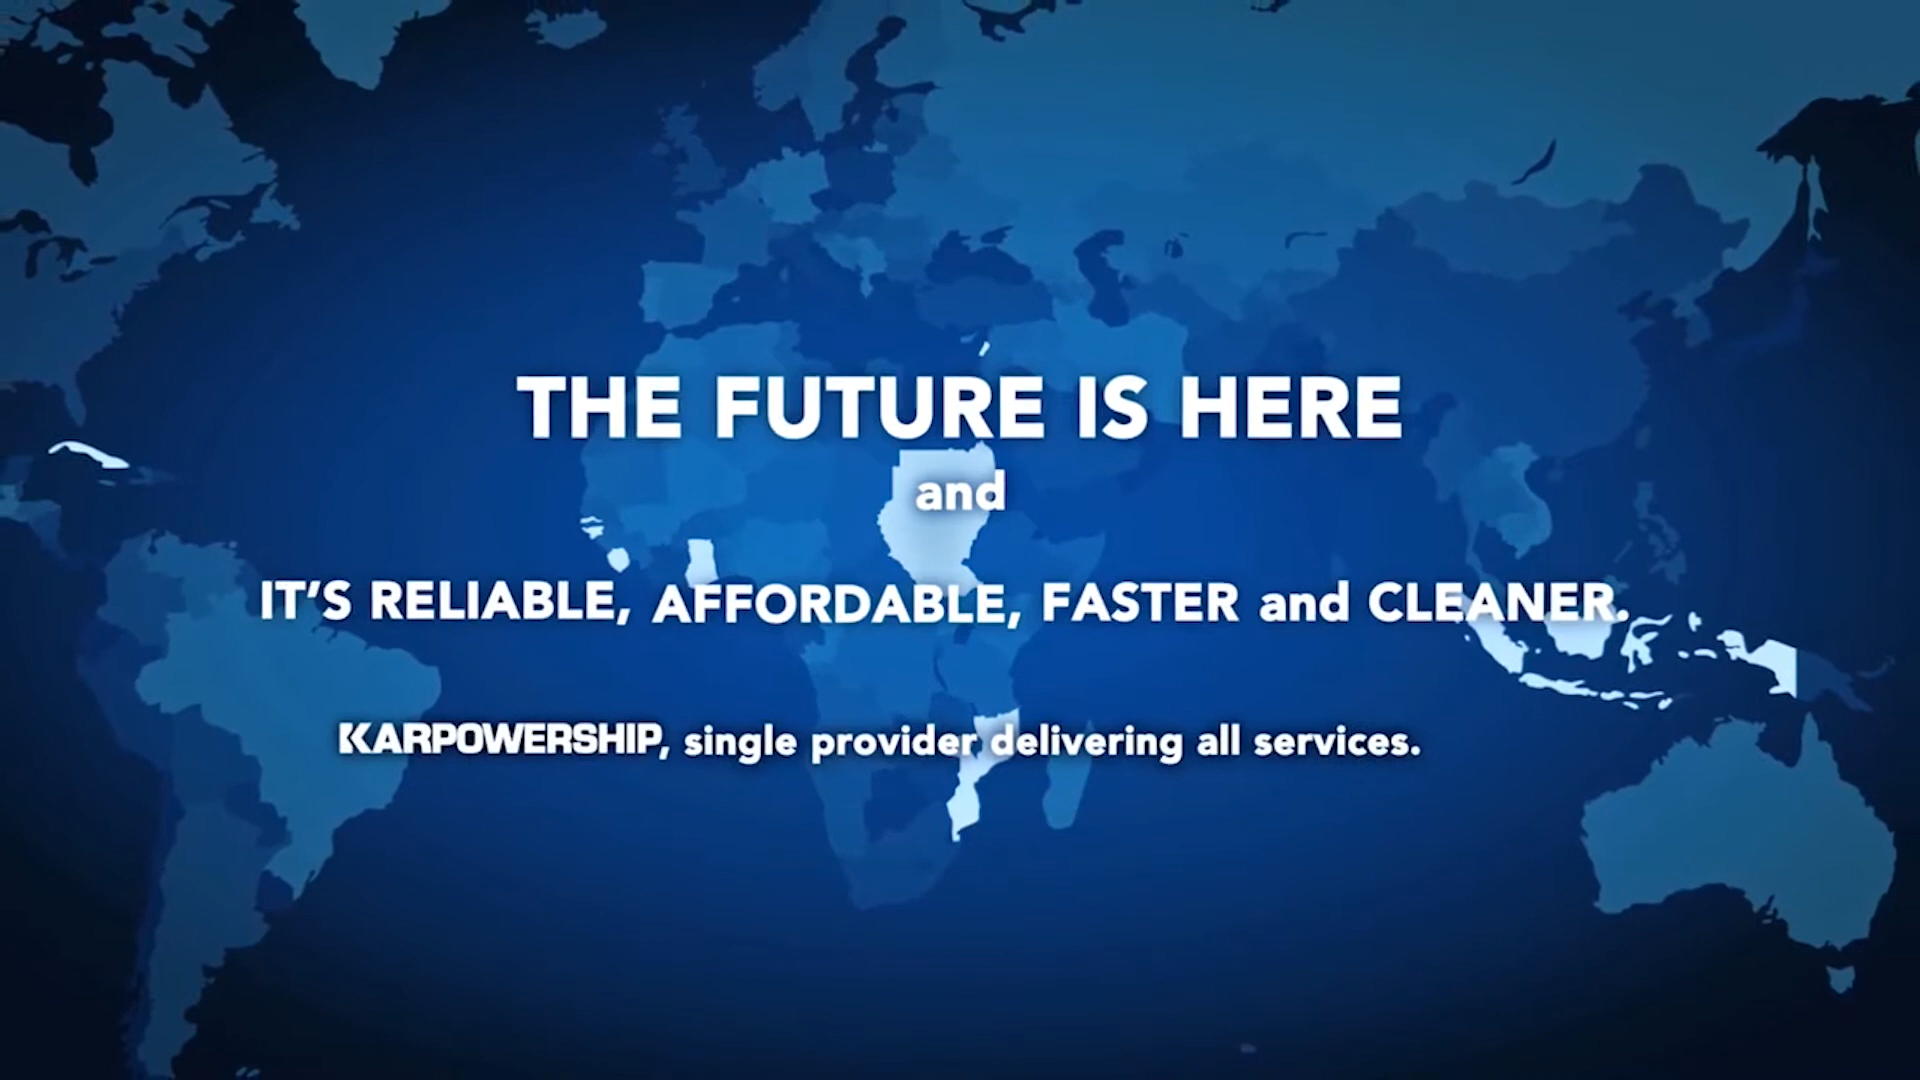 THE FUTURE IS HERE
and
IT'S RELIABLE, AFFORDABLE, FASTER and CLEANER.
KARPOWERSHIP, single provider delivering all services.